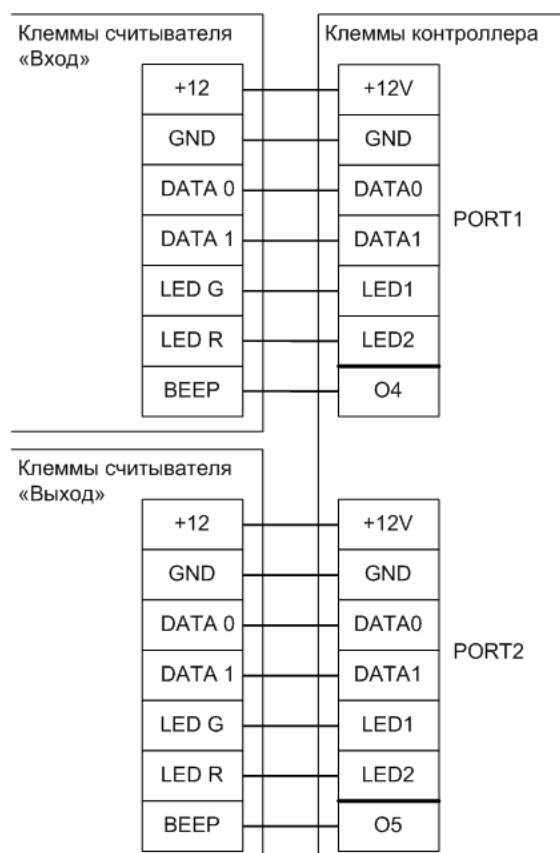 Клеммы считывателя
«Вход»
Клеммы контроллера
+12
+12V
GND
GND
DATA 0
DATA0
DATA 1
DATA1
PORT1
LED G
LED1
LED R
LED2
BEEP
O4
Клеммы считывателя
«Выход»
+12
+12V
GND
GND
DATA 0
DATA0
DATA 1
DATA1
PORT2
LED G
LED1
LED R
LED2
BEEP
O5